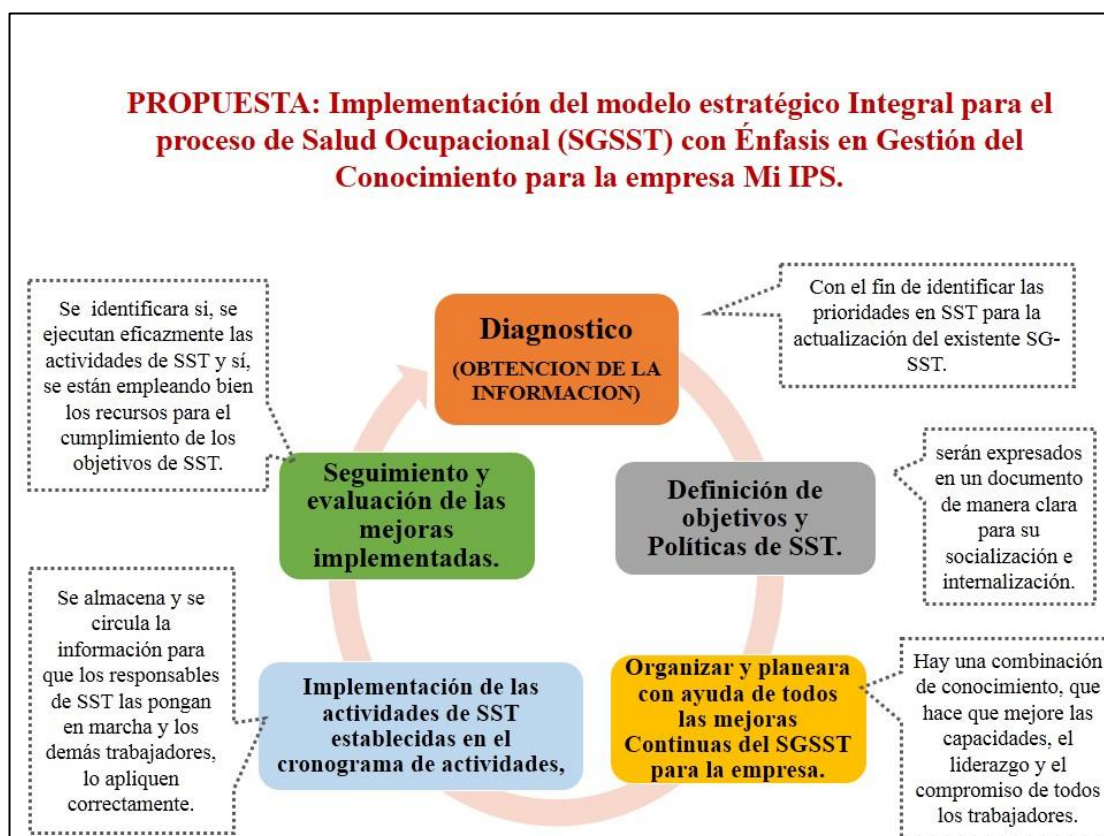 PROPUESTA: Implementación del modelo estratégico Integral para el
proceso de Salud Ocupacional (SGSST) con Énfasis en Gestión del
Conocimiento para la empresa Mi IPS.
Diagnostico
(OBTENCION DE LA
INFORMACION)
Con el fin de identificar las
prioridades en SST para la
actualización del existente SG-
SST.
Definición de
objetivos y
Políticas de SST.
serán expresados
en un documento
de manera clara
para su
socialización e
internalización.
Organizar y planeara
con ayuda de todos
las mejoras
Continuas del SGSST
para la empresa.
Hay una combinación
de conocimiento, que
hace que mejore las
capacidades, el
liderazgo y el
compromiso de todos
los trabajadores.
Implementación de las
actividades de SST
establecidas en el
cronograma de actividades,
Se almacena y se
circula la
información para
que los responsables
de SST las pongan
en marcha y los
demás trabajadores,
lo apliquen
correctamente.
Seguimiento y
evaluación de las
mejoras
implementadas.
Se identificara si, se
ejecutan eficazmente las
actividades de SST y sí,
se están empleando bien
los recursos para el
cumplimiento de los
objetivos de SST.